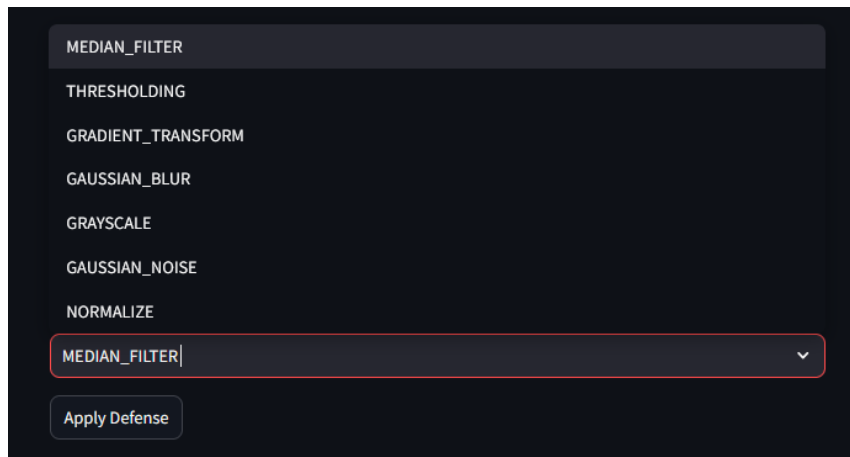 MEDIAN_FILTER
THRESHOLDING
GRADIENT_TRANSFORM
GAUSSIAN_BLUR
GRAYSCALE
GAUSSIAN_NOISE
NORMALIZE
MEDIAN_FILTER
Apply Defense